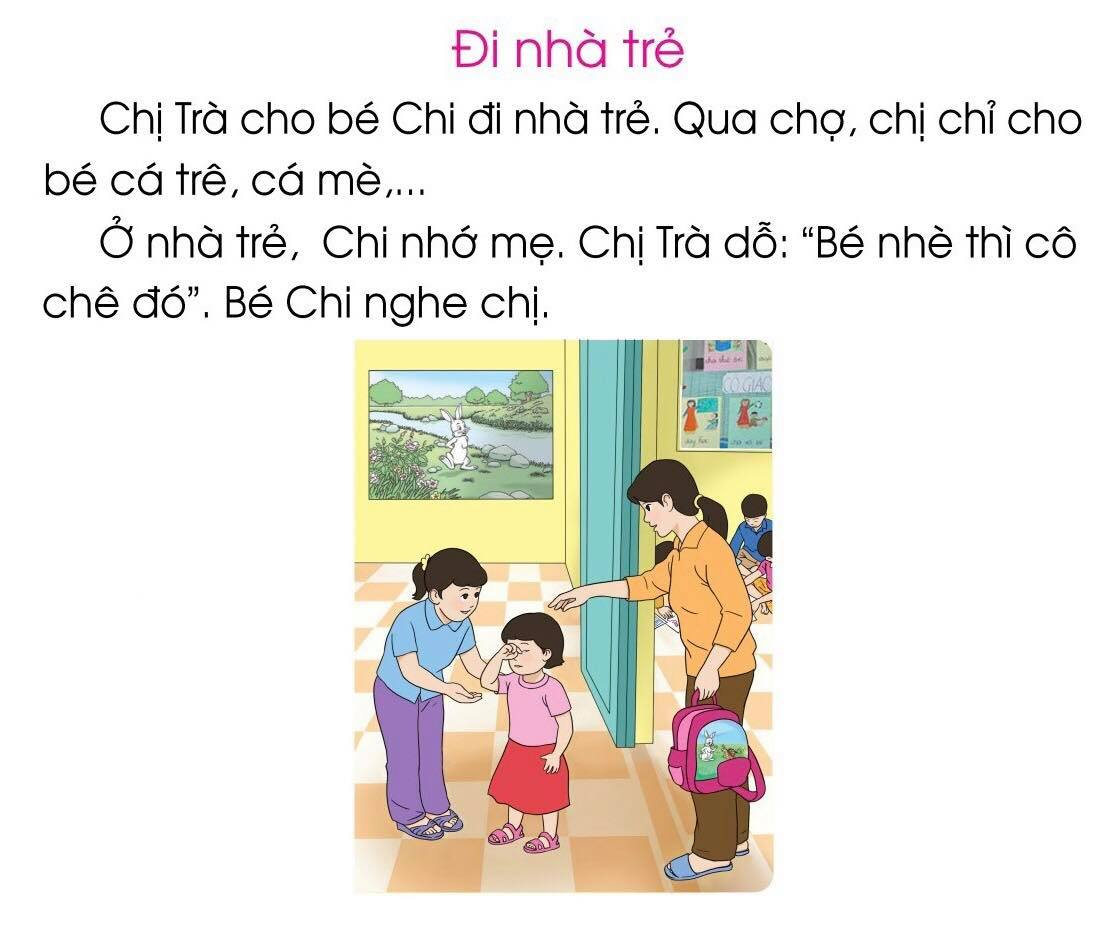 Đi nhà trẻ
Chị Trà cho bé Chi đi nhà trẻ. Qua chợ, chị chỉ cho
bé cá trê, cá mè,...
Ở nhà trẻ, Chi nhớ mẹ. Chị Trà dỗ: “Bé nhè thì cô
chê đó”. Bé Chi nghe chị.
CÔ GIÁO